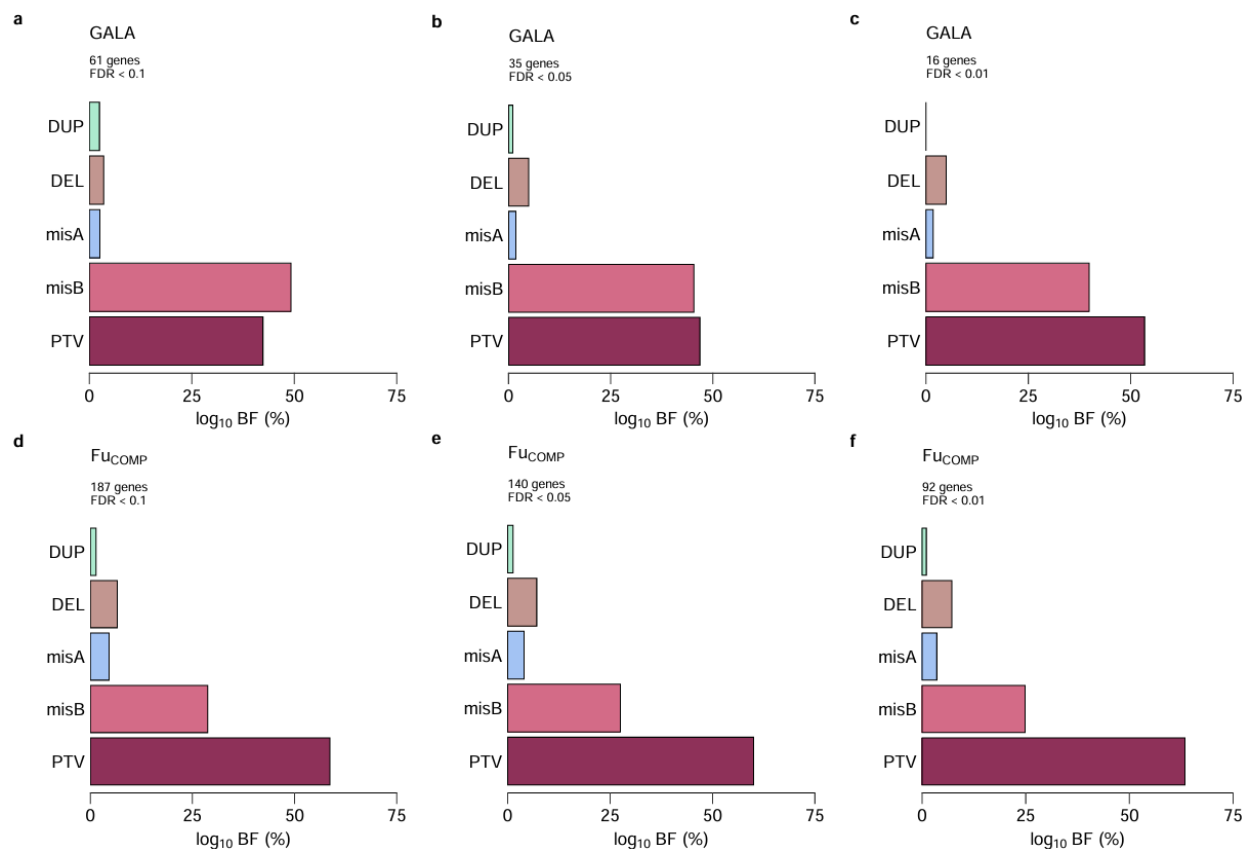 a
GALA
61 genes
FDR < 0.1
DUP
DEL
misA
misB
PTV
0 25 50 75
log₁₀ BF (%)
b
GALA
35 genes
FDR < 0.05
DUP
DEL
misA
misB
PTV
0 25 50 75
log₁₀ BF (%)
c
GALA
16 genes
FDR < 0.01
DUP
DEL
misA
misB
PTV
0 25 50 75
log₁₀ BF (%)
d
Fu_COMP
187 genes
FDR < 0.1
DUP
DEL
misA
misB
PTV
0 25 50 75
log₁₀ BF (%)
e
Fu_COMP
140 genes
FDR < 0.05
DUP
DEL
misA
misB
PTV
0 25 50 75
log₁₀ BF (%)
f
Fu_COMP
92 genes
FDR < 0.01
DUP
DEL
misA
misB
PTV
0 25 50 75
log₁₀ BF (%)